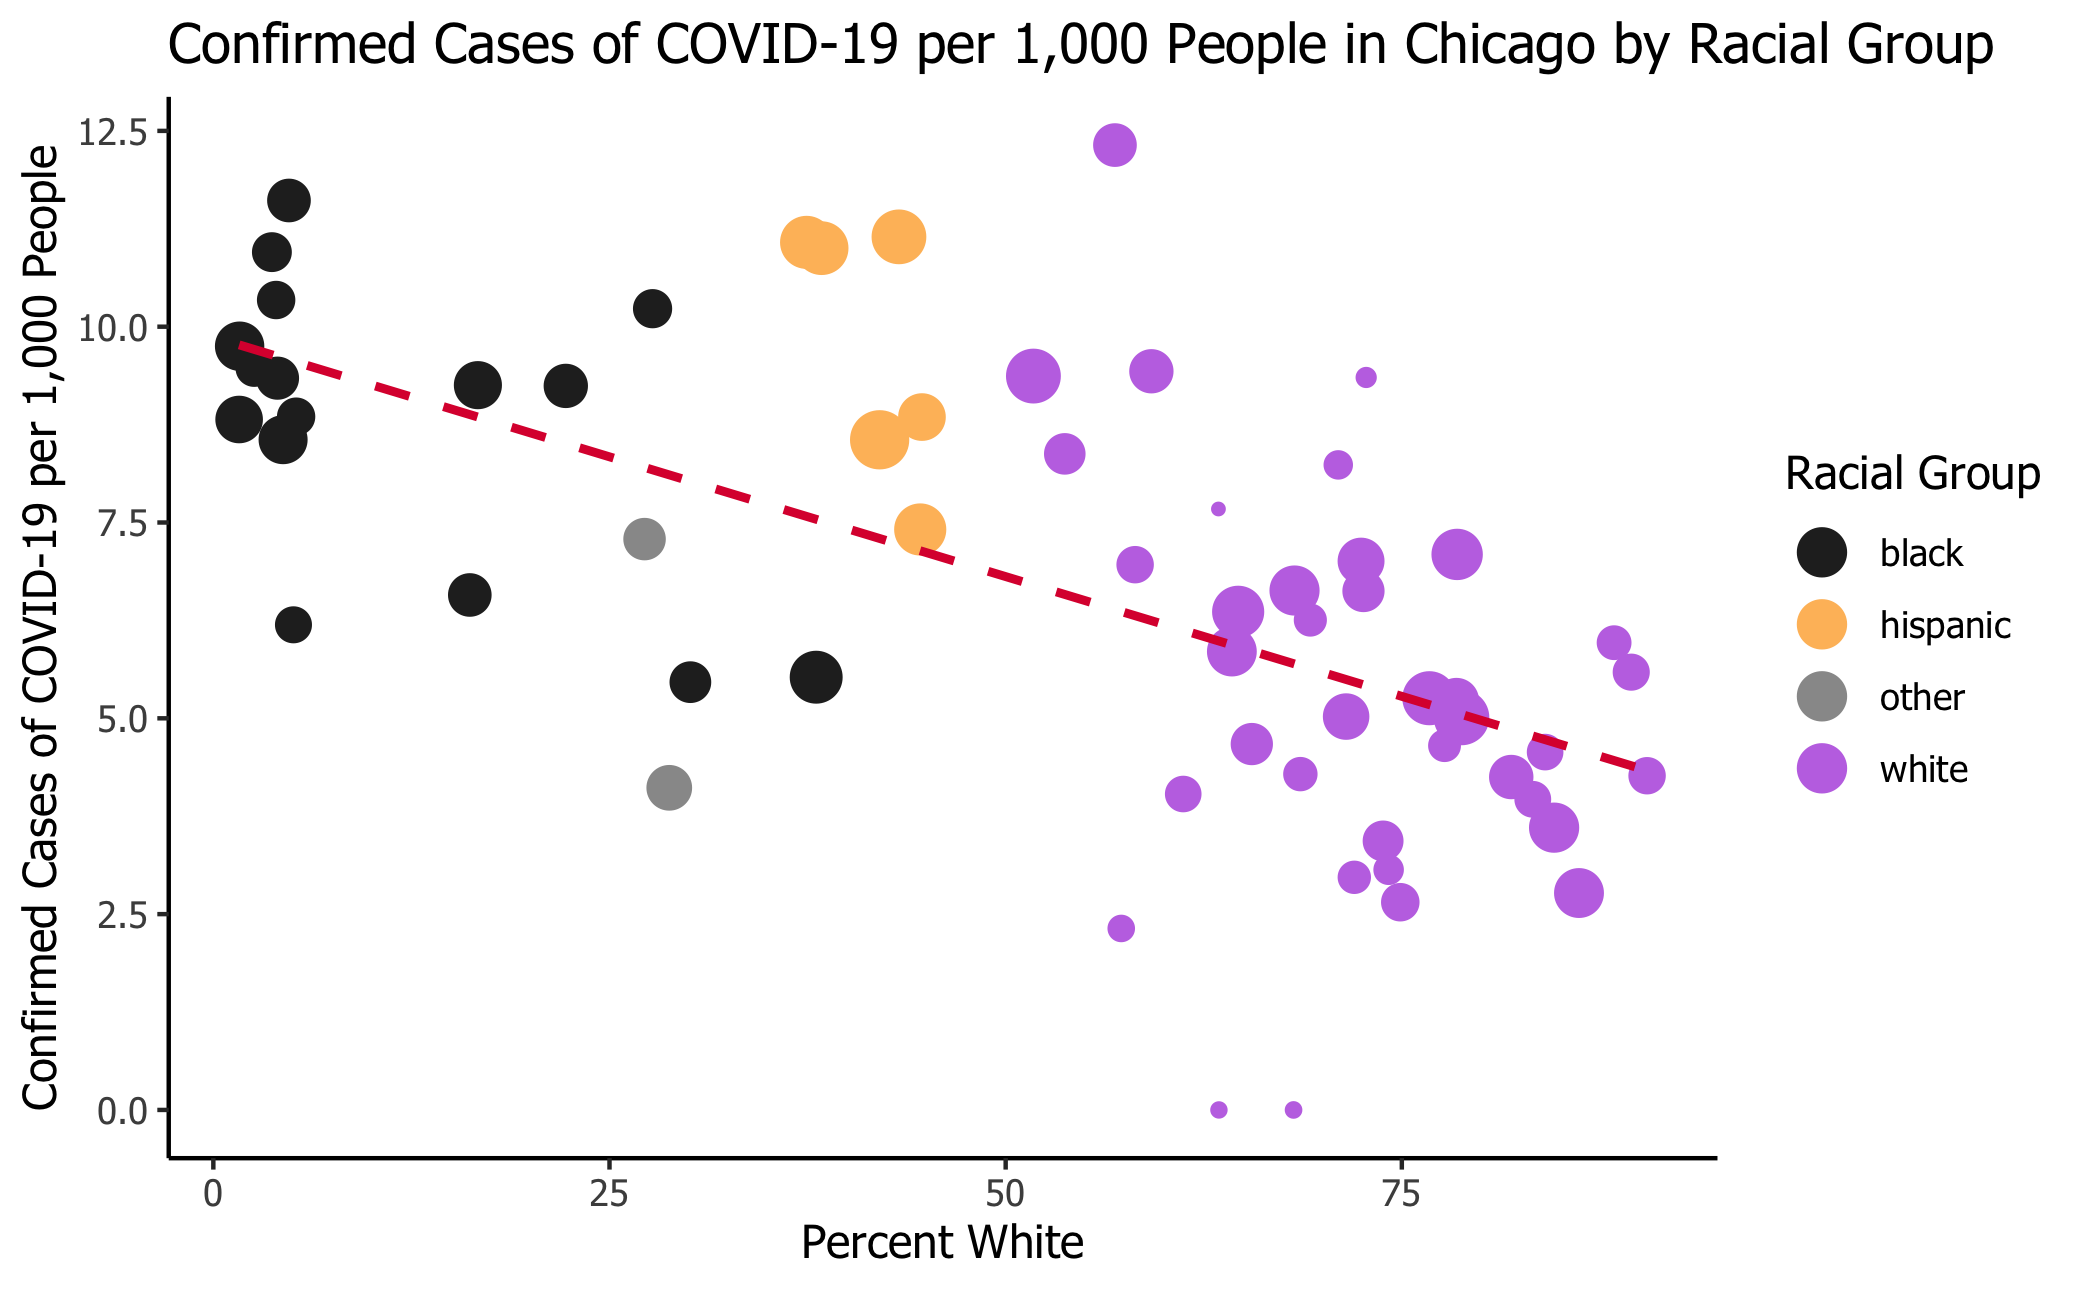 Confirmed Cases of COVID-19 per 1,000 People in Chicago by Racial Group
Confirmed Cases of COVID-19 per 1,000 People
12.5
10.0
7.5
5.0
2.5
0.0
0
25
50
75
Percent White
Racial Group
black
hispanic
other
white